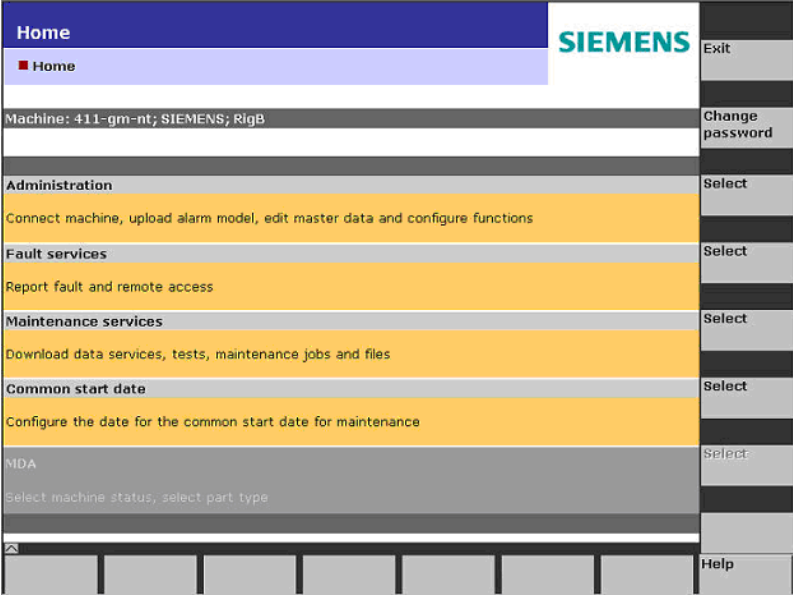 Home
SIEMENS
Exit
Home
Machine: 411-gm-nt; SIEMENS; RigB
Change
password
Administration
Select
Connect machine, upload alarm model, edit master data and configure functions
Fault services
Select
Report fault and remote access
Maintenance services
Select
Download data services, tests, maintenance jobs and files
Common start date
Select
Configure the date for the common start date for maintenance
MDA
Select
Select machine status, select part type
Help